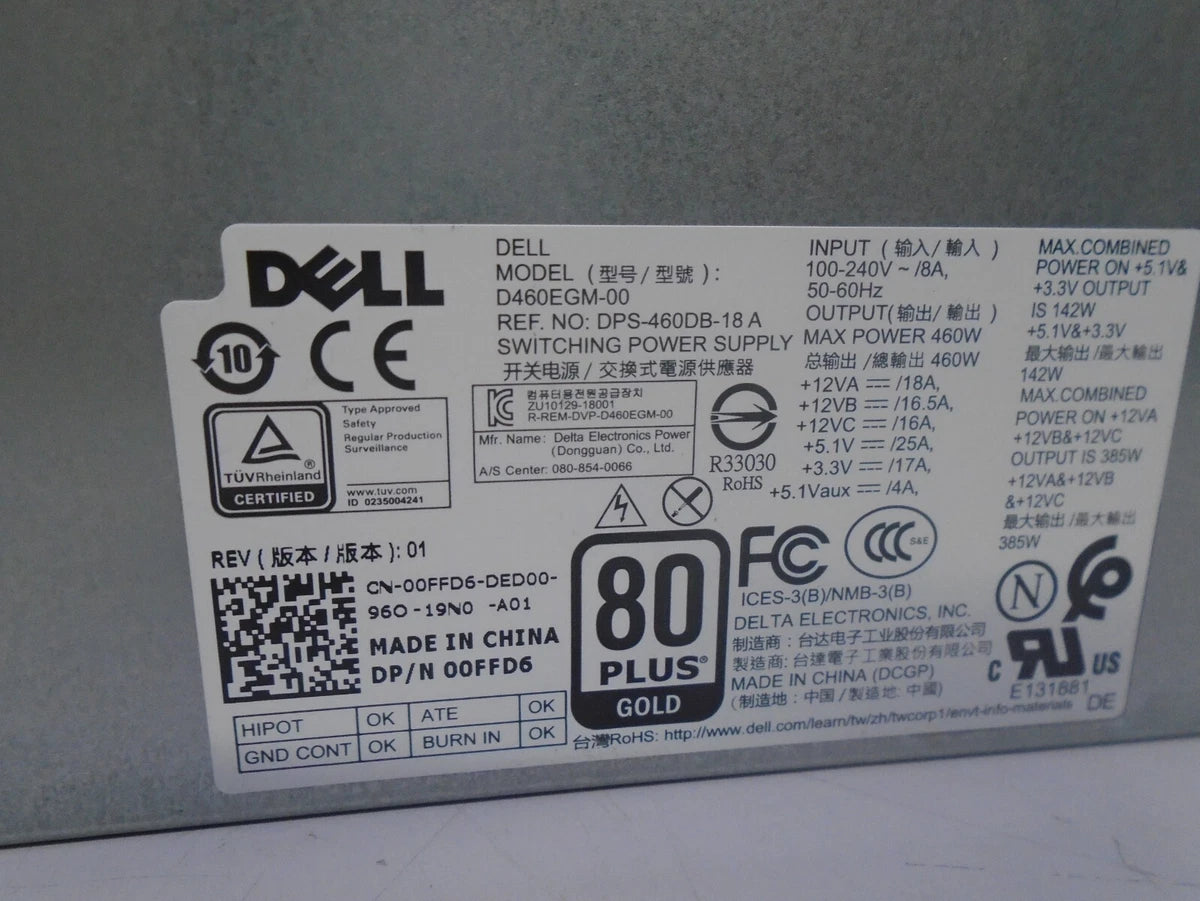 DELL
10
CE
TÜVRheinland®
CERTIFIED
Type Approved
Safety
Regular Production
Surveillance
www.tuv.com
ID 0235004241
DELL
MODEL (型号/型號):
D460EGM-00
REF. NO: DPS-460DB-18 A
SWITCHING POWER SUPPLY
开关电源/交換式電源供應器
컴퓨터용전원공급장치
ZU10129-18001
R-REM-DVP-D460EGM-00
Mfr. Name: Delta Electronics Power
(Dongguan) Co., Ltd.
A/S Center: 080-854-0066
R33030
RoHS
INPUT (输入/輸入)
100-240V ~ /8A,
50-60Hz
OUTPUT(输出/輸出)
MAX POWER 460W
总输出/總輸出 460W
+12VA ⎓ /18A,
+12VB ⎓ /16.5A,
+12VC ⎓ /16A,
+5.1V ⎓ /25A,
+3.3V ⎓ /17A,
+5.1Vaux ⎓ /4A,
MAX.COMBINED
POWER ON +5.1V&
+3.3V OUTPUT
IS 142W
+5.1V&+3.3V
最大输出/最大輸出
142W
MAX.COMBINED
POWER ON +12VA
+12VB&+12VC
OUTPUT IS 385W
+12VA&+12VB
&+12VC
最大输出/最大輸出
385W
REV (版本/版本): 01
CN-00FFD6-DED00-
960-19N0 -A01
MADE IN CHINA
DP/N 00FFD6
HIPOT OK ATE OK
GND CONT OK BURN IN OK
80
PLUS®
GOLD
FC
CCC S&E
ICES-3(B)/NMB-3(B)
DELTA ELECTRONICS, INC.
制造商: 台达电子工业股份有限公司
製造商: 台達電子工業股份有限公司
MADE IN CHINA (DCGP)
(制造地: 中国/製造地: 中國)
台灣RoHS: http://www.dell.com/learn/tw/zh/twcorp1/envt-info-materials
N
c RU US
E131881
DE